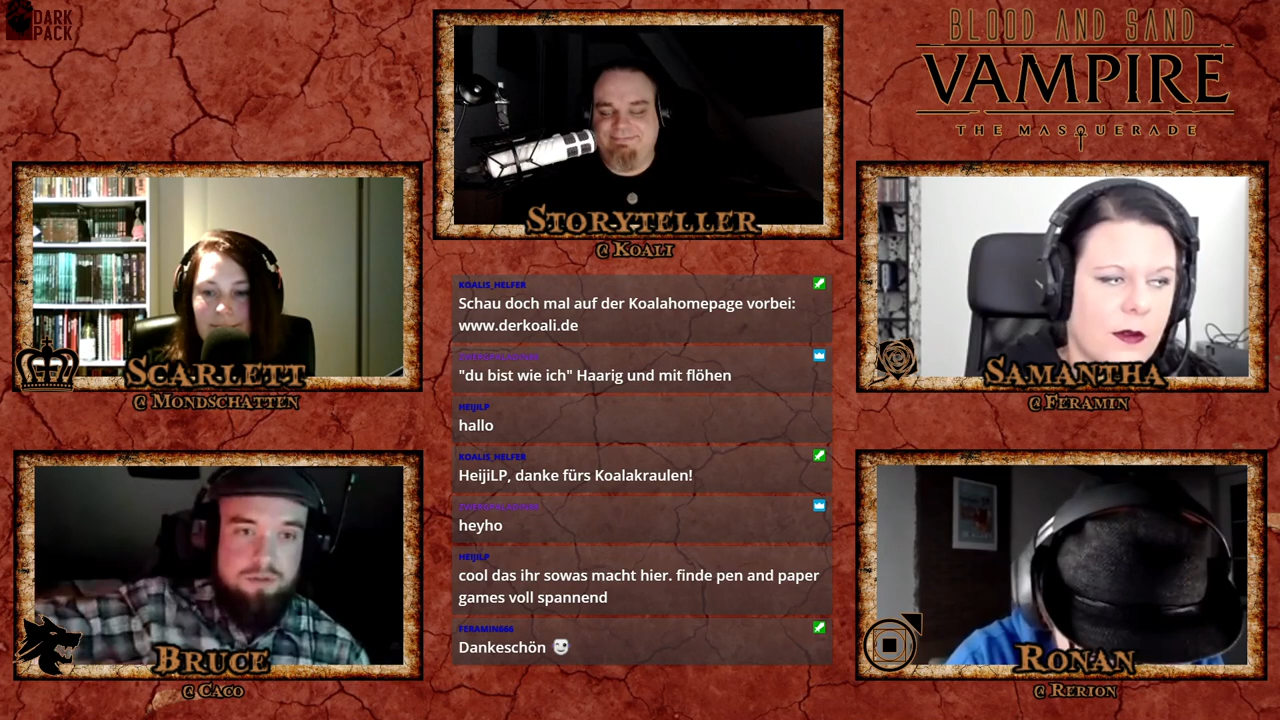 DARK
PACK
BLOOD AND SAND
VAMPIRE
THE MASQUERADE
STORYTELLER
@ KOALI
SCARLETT
@ MONDSCHATTEN
SAMANTHA
@ FERAMIN
BRUCE
@ CACO
RONAN
@ RERION
KOALIS_HELFER
Schau doch mal auf der Koalahomepage vorbei:
www.derkoali.de
"du bist wie ich" Haarig und mit flöhen
HEIJILP
hallo
KOALIS_HELFER
HeijiLP, danke fürs Koalakraulen!
heyho
HEIJILP
cool das ihr sowas macht hier. finde pen and paper
games voll spannend
FERAMIN666
Dankeschön